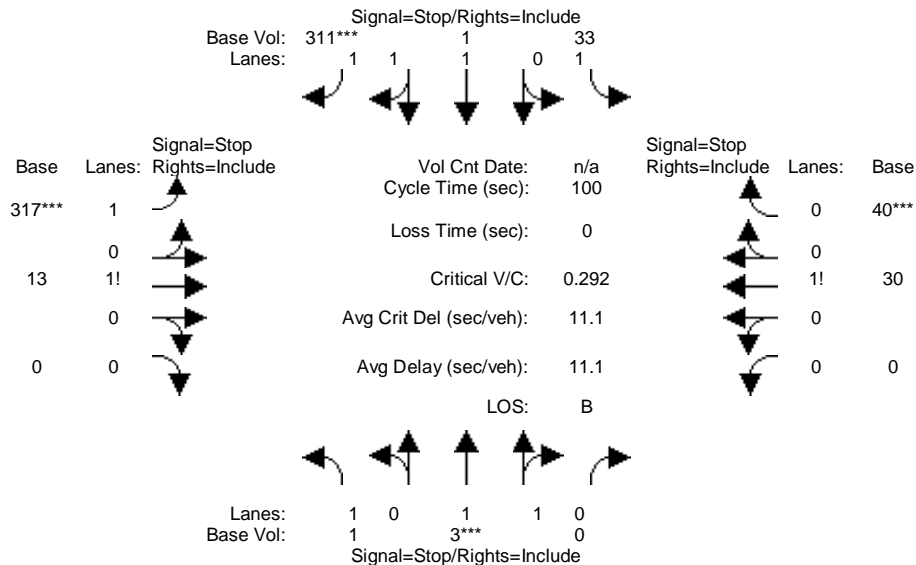 Signal=Stop/Rights=Include
Base Vol: 311*** 1 33
Lanes: 1 1 1 0 1
Signal=Stop Signal=Stop
Base Lanes: Rights=Include Vol Cnt Date: n/a Rights=Include Lanes: Base
Cycle Time (sec): 100
317*** 1 0 40***
Loss Time (sec): 0
0 0
13 1! Critical V/C: 0.292 1! 30
0 Avg Crit Del (sec/veh): 11.1 0
0 0 Avg Delay (sec/veh): 11.1 0 0
LOS: B
Lanes: 1 0 1 1 0
Base Vol: 1 3*** 0
Signal=Stop/Rights=Include